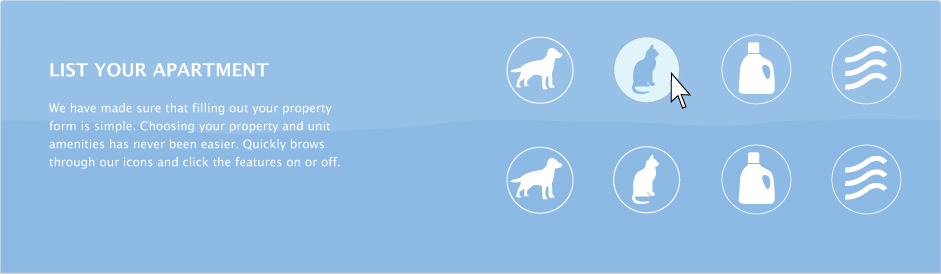 LIST YOUR APARTMENT
We have made sure that filling out your property
form is simple. Choosing your property and unit
amenities has never been easier. Quickly brows
through our icons and click the features on or off.